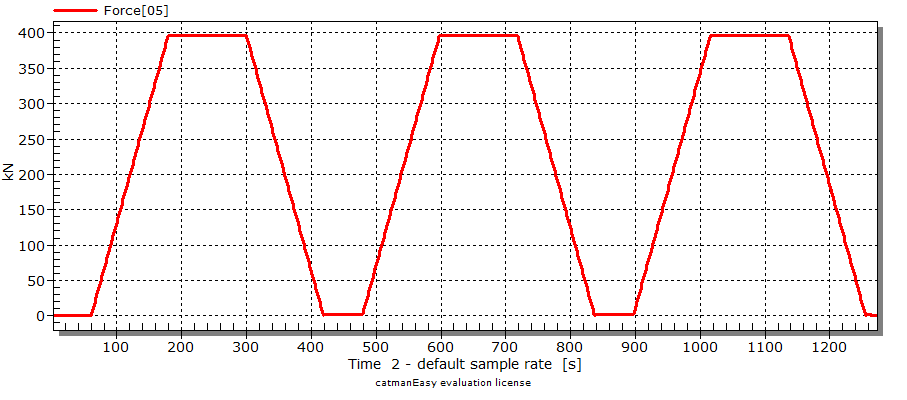 Force[05]
400
350
300
250
200
150
100
50
0
kN
100 200 300 400 500 600 700 800 900 1000 1100 1200
Time 2 - default sample rate [s]
catmanEasy evaluation license